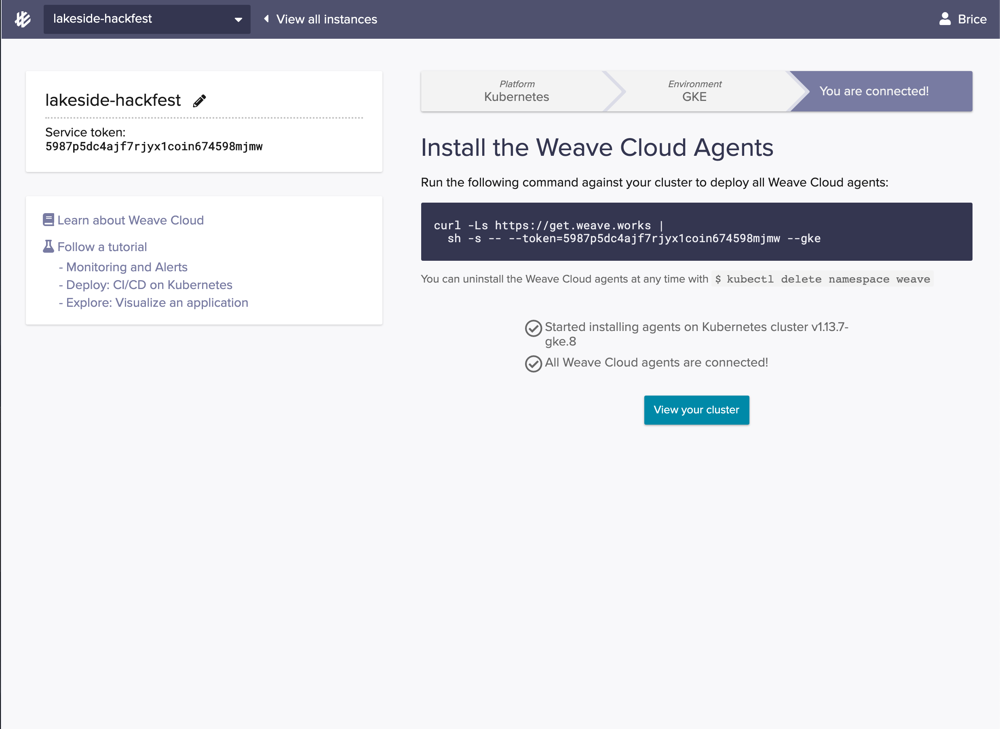 lakeside-hackfest
View all instances
Brice
lakeside-hackfest
Service token:
5987p5dc4ajf7rjyx1coin674598mjmw
Learn about Weave Cloud
Follow a tutorial
- Monitoring and Alerts
- Deploy: CI/CD on Kubernetes
- Explore: Visualize an application
Platform
Kubernetes
Environment
GKE
You are connected!
Install the Weave Cloud Agents
Run the following command against your cluster to deploy all Weave Cloud agents:
curl -Ls https://get.weave.works |
sh -s -- --token=5987p5dc4ajf7rjyx1coin674598mjmw --gke
You can uninstall the Weave Cloud agents at any time with $ kubectl delete namespace weave
Started installing agents on Kubernetes cluster v1.13.7-
gke.8
All Weave Cloud agents are connected!
View your cluster